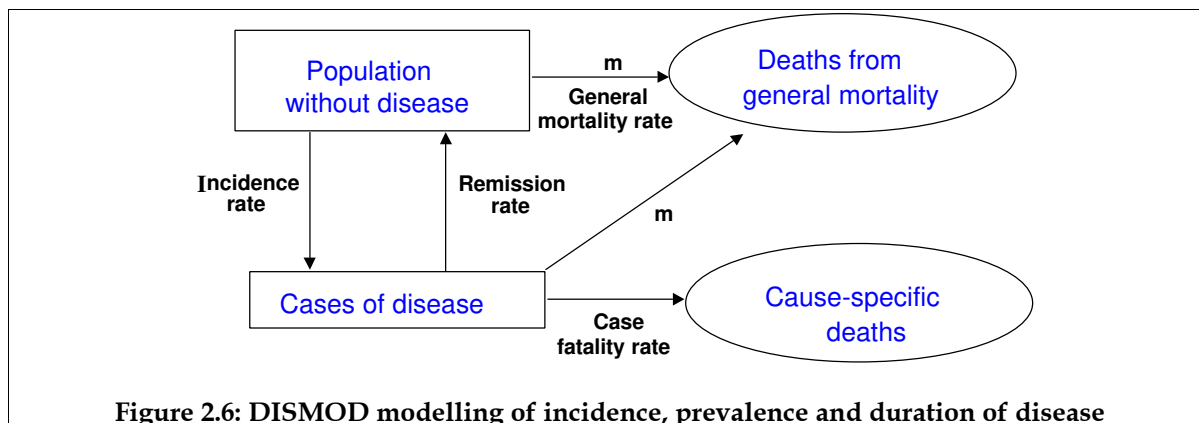 Population
without disease
m
General
mortality rate
Deaths from
general mortality
Incidence
rate
Remission
rate
m
Cases of disease
Case
fatality rate
Cause-specific
deaths
Figure 2.6: DISMOD modelling of incidence, prevalence and duration of disease